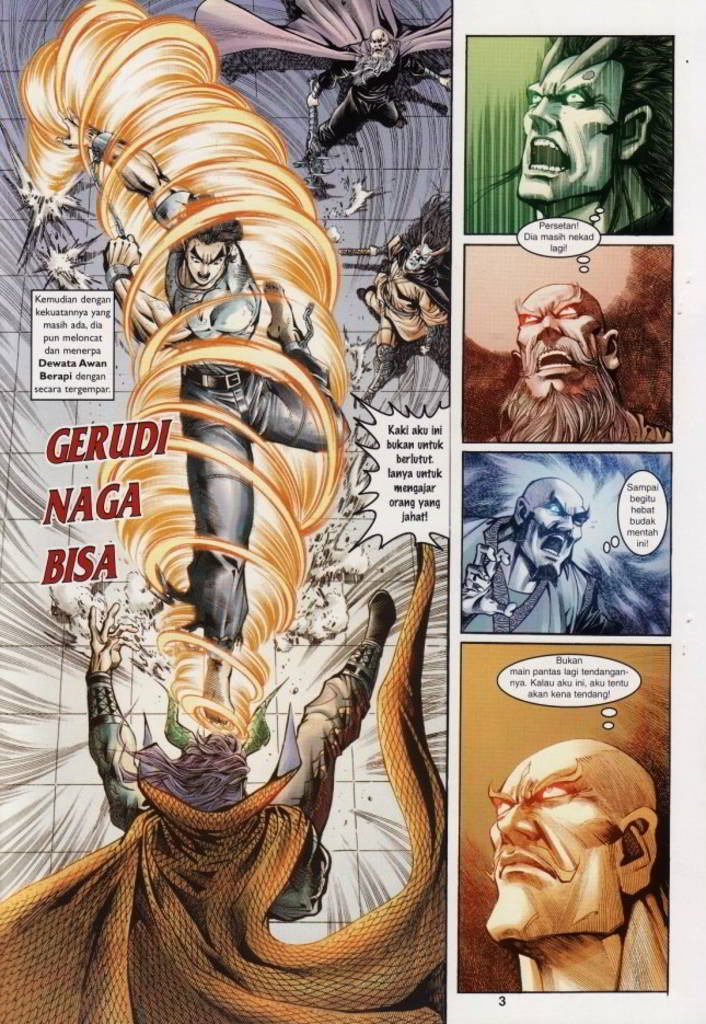 Kemudian dengan
kekuatannya yang
masih ada, dia
pun meloncat
dan menerpa
Dewata Awan
Berapi dengan
secara tergempar.
GERUDI
NAGA
BISA
Kaki aku ini
bukan untuk
berlutut.
Ianya untuk
mengajar
orang yang
jahat!
Persetan!
Dia masih nekad
lagi!
Sampai
begitu
hebat
budak
mentah
ini!
Bukan
main pantas lagi tendangan-
nya. Kalau aku ini, aku tentu
akan kena tendang!
3